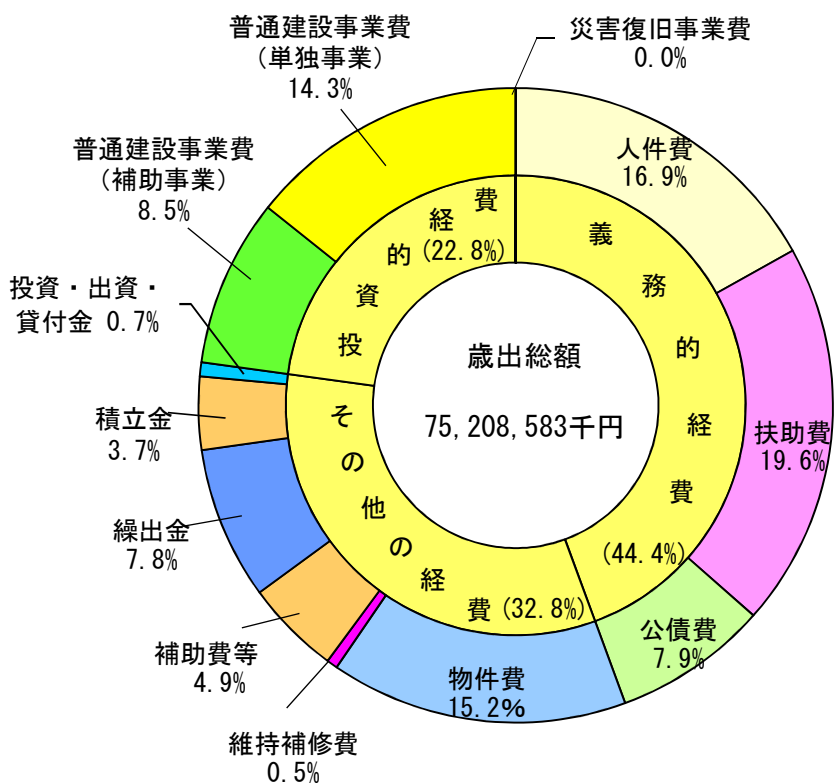 普通建設事業費
（単独事業）
14.3%
災害復旧事業費
0.0%
人件費
16.9%
普通建設事業費
（補助事業）
8.5%
投資的経費
(22.8%)
義務的経費
(44.4%)
投資・出資・
貸付金 0.7%
歳出総額
75,208,583千円
扶助費
19.6%
積立金
3.7%
その他の経費
(32.8%)
繰出金
7.8%
公債費
7.9%
補助費等
4.9%
物件費
15.2%
維持補修費
0.5%